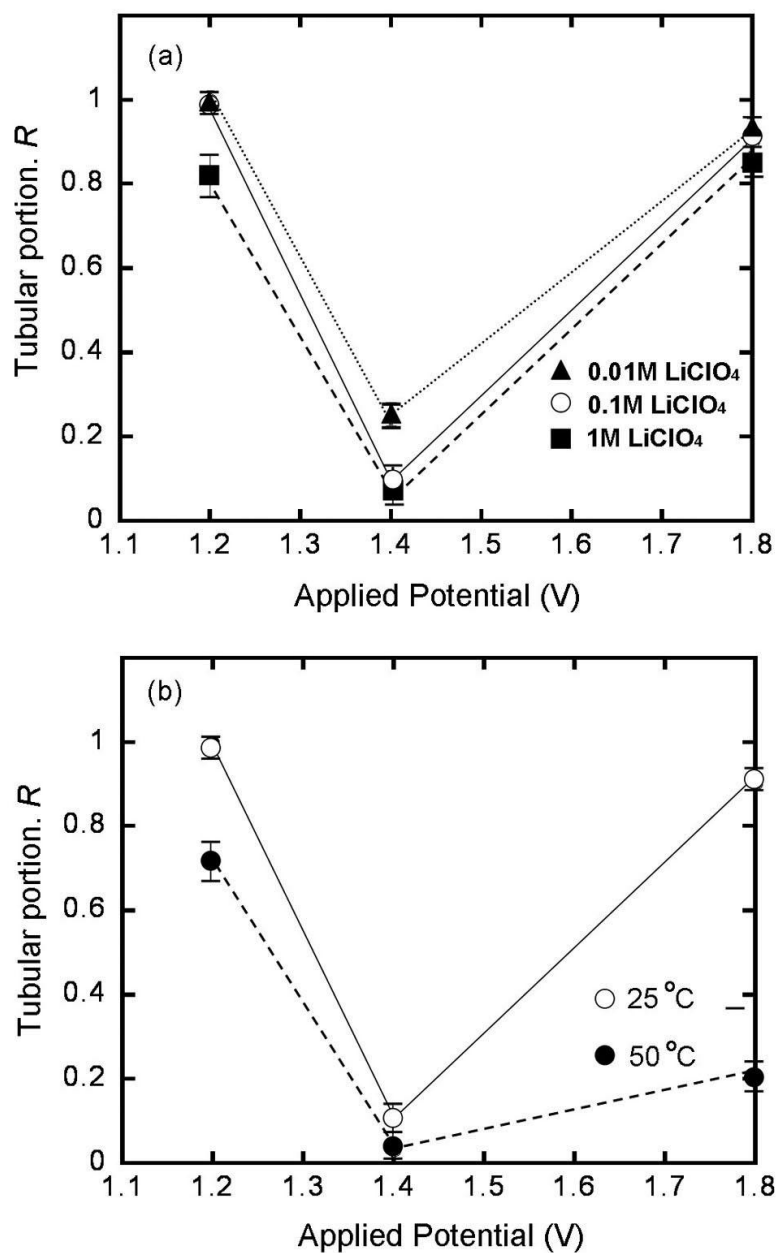 (a)
1
0.8
0.6
0.4
0.2
0
Tubular portion. R
▲ 0.01M LiClO₄
○ 0.1M LiClO₄
■ 1M LiClO₄
1.1 1.2 1.3 1.4 1.5 1.6 1.7 1.8
Applied Potential (V)
(b)
1
0.8
0.6
0.4
0.2
0
Tubular portion. R
○ 25 °C
● 50 °C
1.1 1.2 1.3 1.4 1.5 1.6 1.7 1.8
Applied Potential (V)